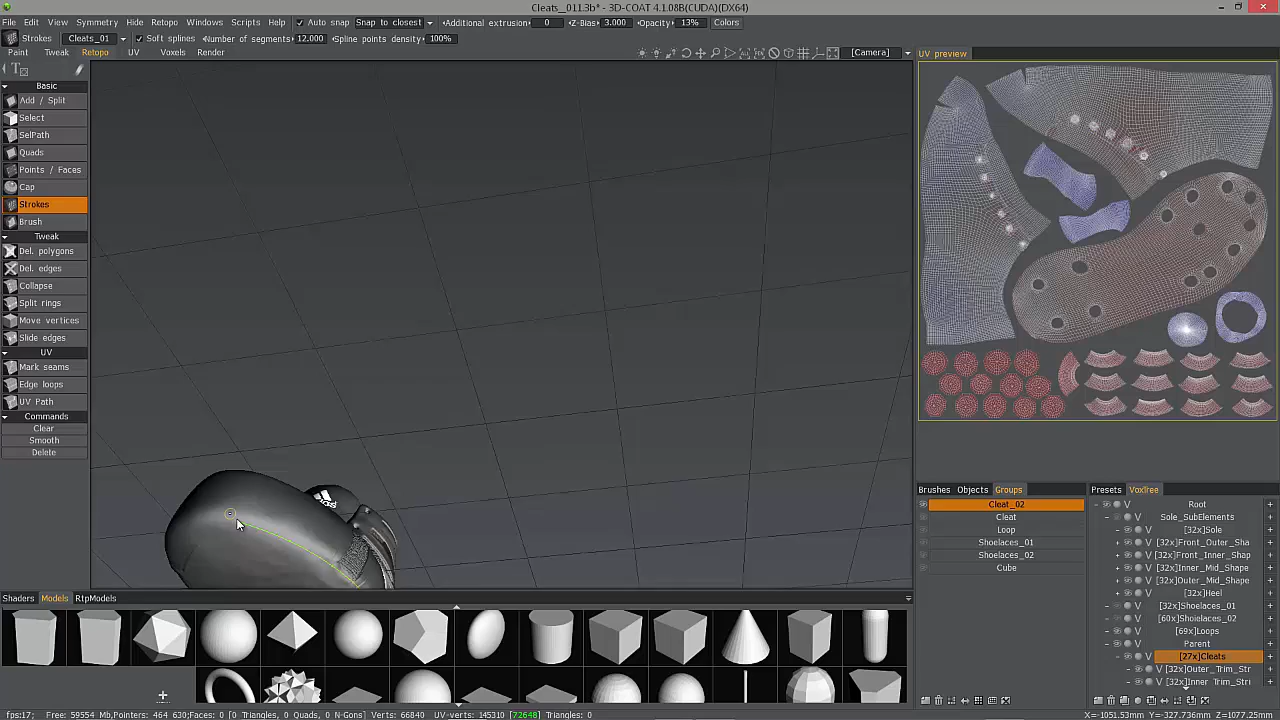 Cleats_011.3b* - 3D-COAT 4.1.08B(CUDA)(DX64)
File Edit View Symmetry Hide Retopo Windows Scripts Help Auto snap Snap to closest Additional extrusion: 0 Z-Bias 3.000 Opacity 13% Colors
Strokes Cleats_01 Soft splines Number of segments 12.000 Spline points density 100%
Paint Tweak Retopo UV Voxels Render [Camera] UV preview
Basic
Add / Split
Select
SelPath
Quads
Points / Faces
Cap
Strokes
Brush
Tweak
Del. polygons
Del. edges
Collapse
Split rings
Move vertices
Slide edges
UV
Mark seams
Edge loops
UV Path
Commands
Clear
Smooth
Delete
Brushes Objects Groups
Cleat_02
Cleat
Loop
Shoelaces_01
Shoelaces_02
Cube
Presets VoxTree
Root
Sole_SubElements
[32x]Sole
[32x]Front_Outer_Sha
[32x]Front_Inner_Shap
[32x]Inner_Mid_Shape
[32x]Outer_Mid_Shape
[32x]Heel
[32x]Shoelaces_01
[60x]Shoelaces_02
[69x]Loops
Parent
[27x]Cleats
[32x]Outer_Trim_Str
[32x]Inner_Trim_Stri
Shaders Models RtpModels
fps:17; Free: 59554 Mb,Pointers: 464 630;Faces: 0 [0 Triangles, 0 Quads, 0 N-Gons] Verts: 66840 UV-verts: 145310 [72648] Triangles: 0 X=-1051.53m Y=-327.736m Z=1077.25m